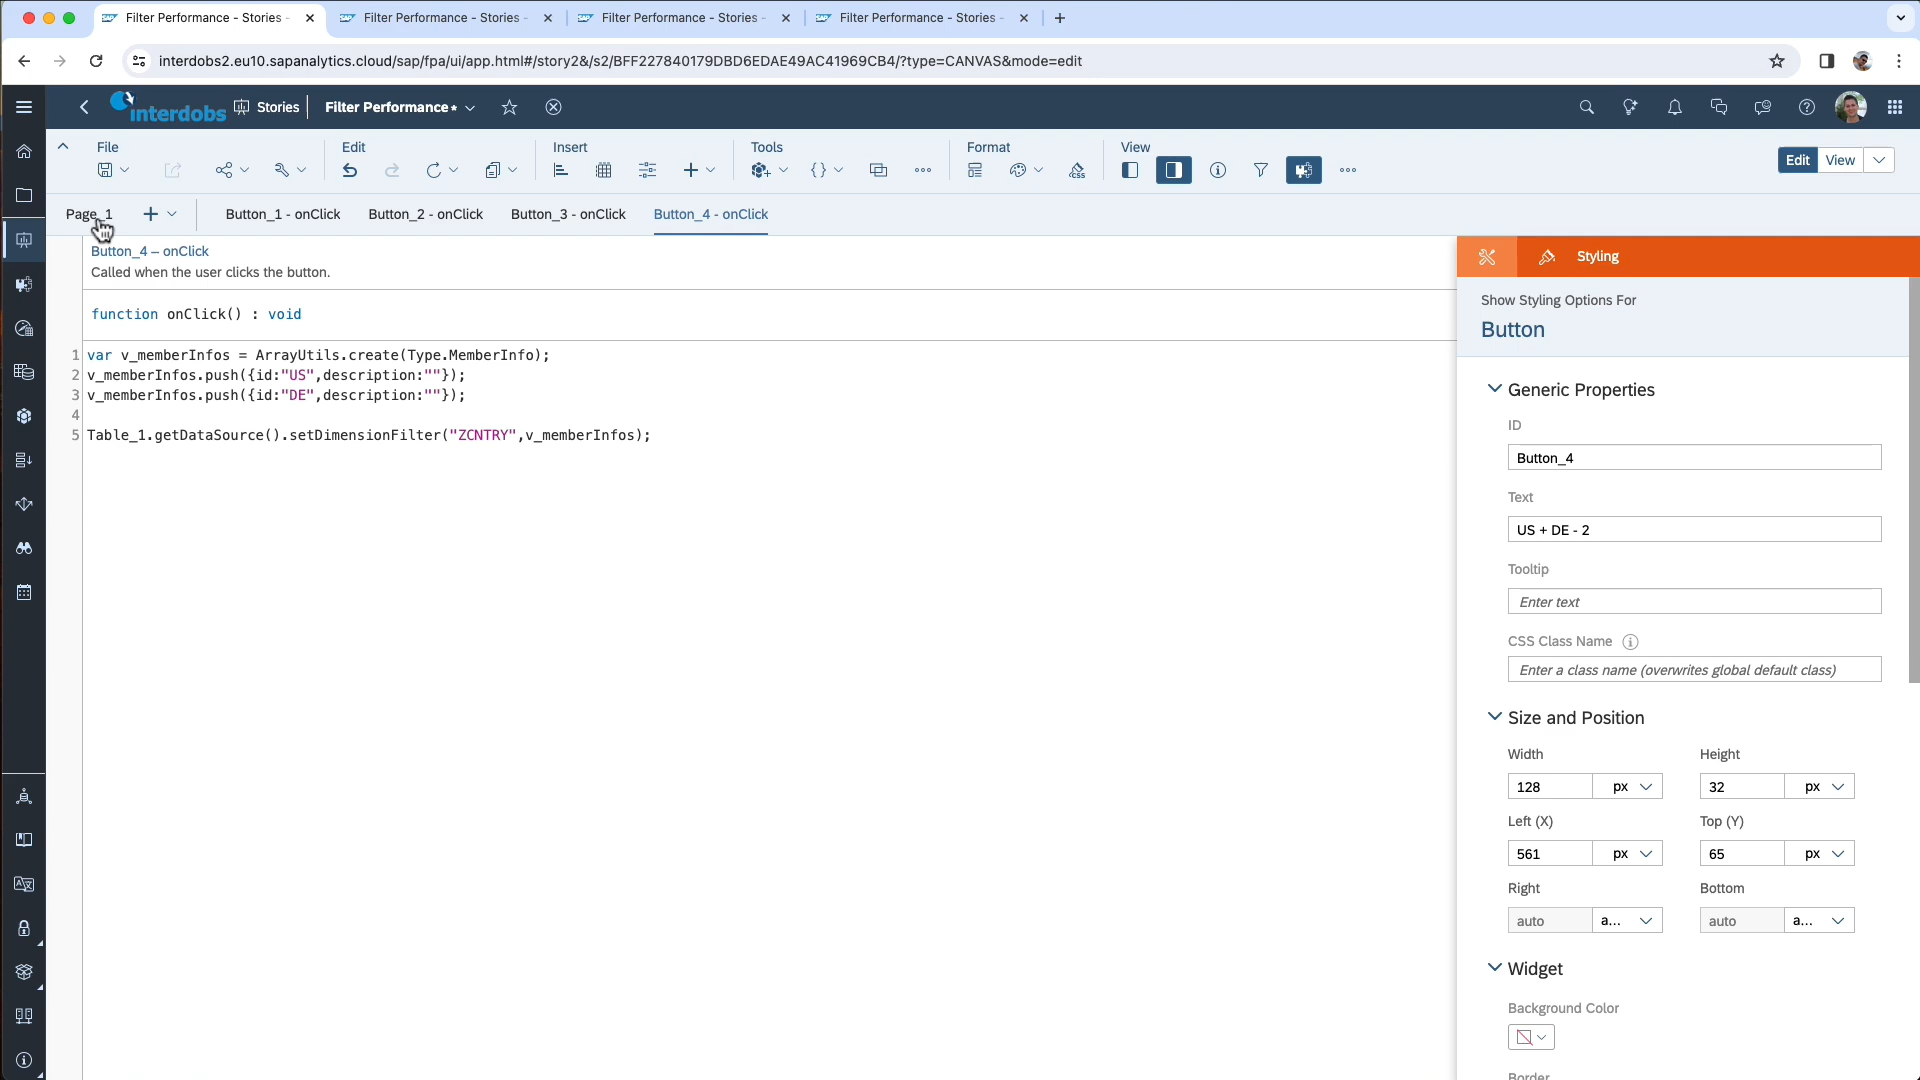 Filter Performance - Stories -
Filter Performance - Stories -
Filter Performance - Stories -
Filter Performance - Stories -
interdobs2.eu10.sapanalytics.cloud/sap/fpa/ui/app.html#/story2&/s2/BFF227840179DBD6EDAE49AC41969CB4/?type=CANVAS&mode=edit
interdobs Stories Filter Performance*
File
Edit
Insert
Tools
Format
View
CSS
Edit View
Page_1
Button_1 - onClick
Button_2 - onClick
Button_3 - onClick
Button_4 - onClick
Button_4 – onClick
Called when the user clicks the button.
function onClick() : void
1 var v_memberInfos = ArrayUtils.create(Type.MemberInfo);
2 v_memberInfos.push({id:"US",description:""});
3 v_memberInfos.push({id:"DE",description:""});
4
5 Table_1.getDataSource().setDimensionFilter("ZCNTRY",v_memberInfos);
Styling
Show Styling Options For
Button
Generic Properties
ID
Button_4
Text
US + DE - 2
Tooltip
Enter text
CSS Class Name
Enter a class name (overwrites global default class)
Size and Position
Width Height
128 px 32 px
Left (X) Top (Y)
561 px 65 px
Right Bottom
auto a... auto a...
Widget
Background Color
Border